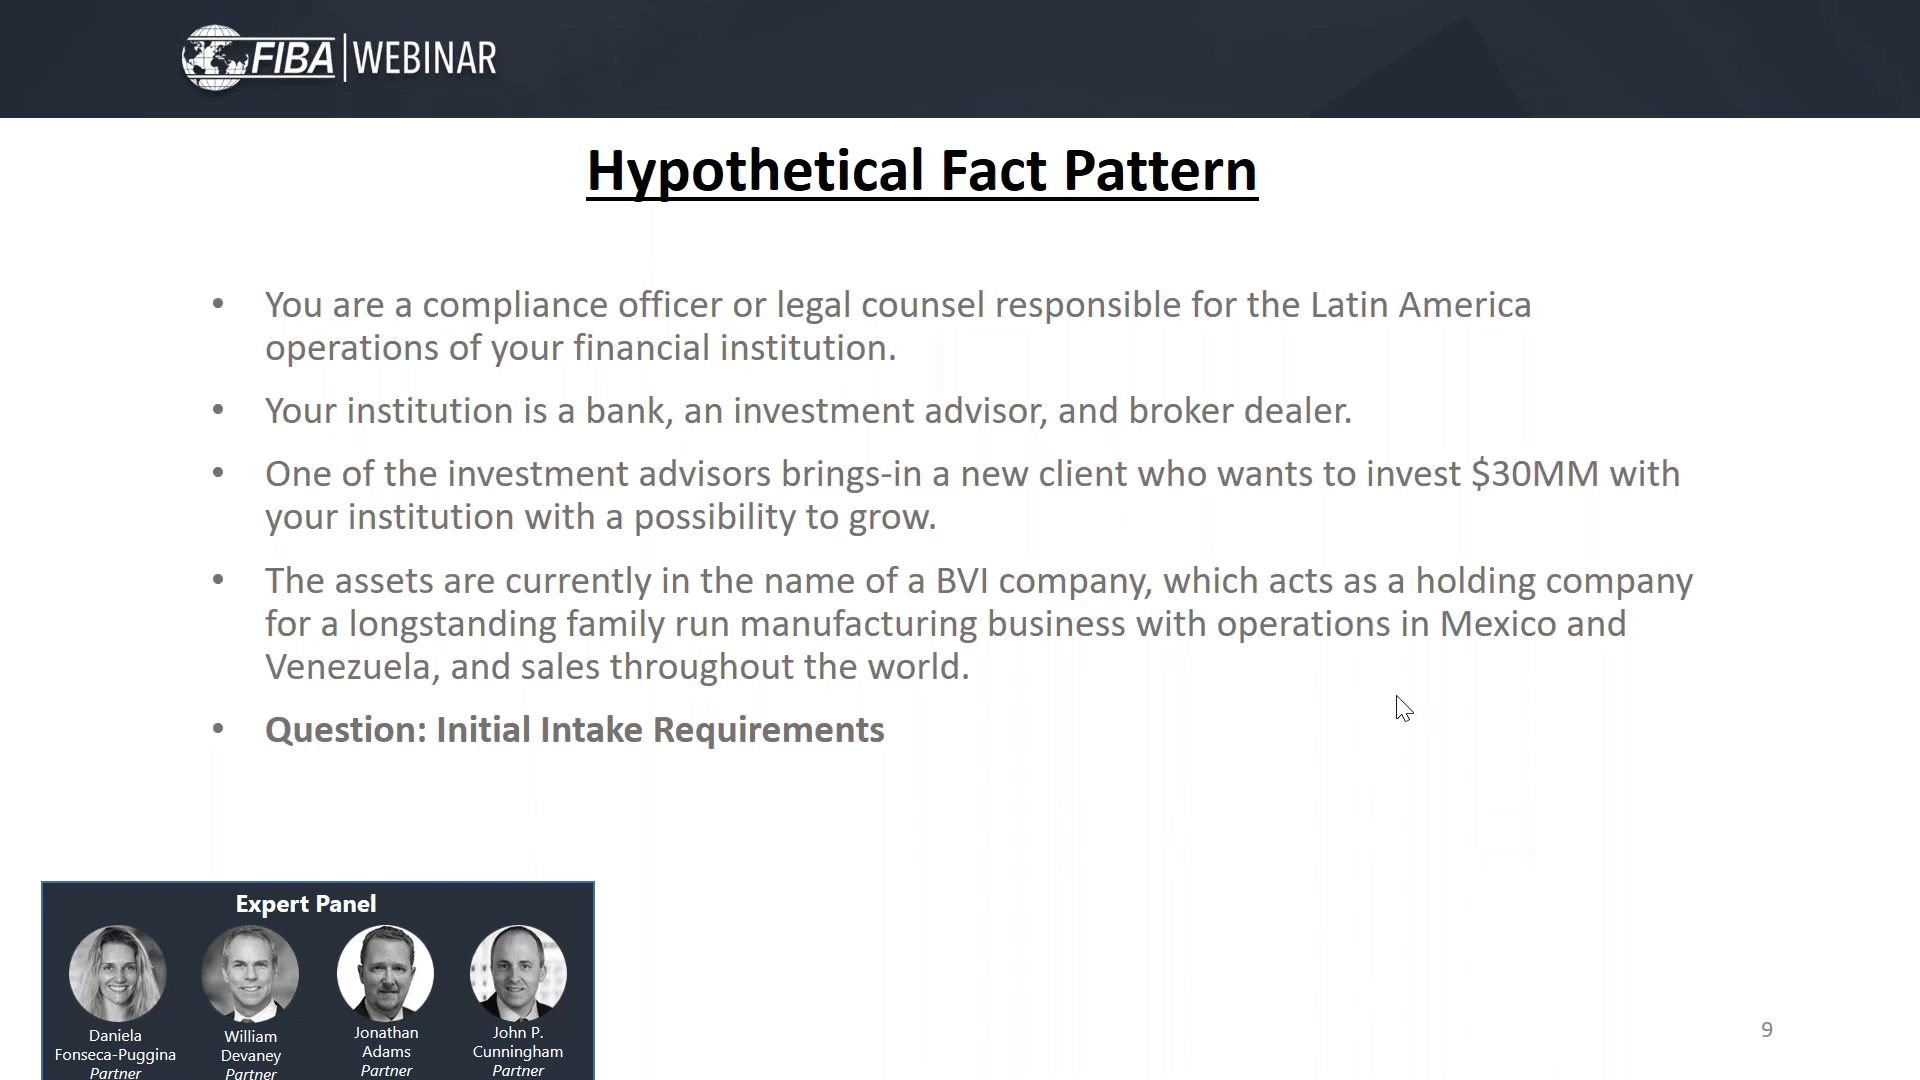 FIBA | WEBINAR
Hypothetical Fact Pattern
• You are a compliance officer or legal counsel responsible for the Latin America
operations of your financial institution.
• Your institution is a bank, an investment advisor, and broker dealer.
• One of the investment advisors brings-in a new client who wants to invest $30MM with
your institution with a possibility to grow.
• The assets are currently in the name of a BVI company, which acts as a holding company
for a longstanding family run manufacturing business with operations in Mexico and
Venezuela, and sales throughout the world.
• Question: Initial Intake Requirements
Expert Panel
Daniela
Fonseca-Puggina
Partner
William
Devaney
Partner
Jonathan
Adams
Partner
John P.
Cunningham
Partner
9